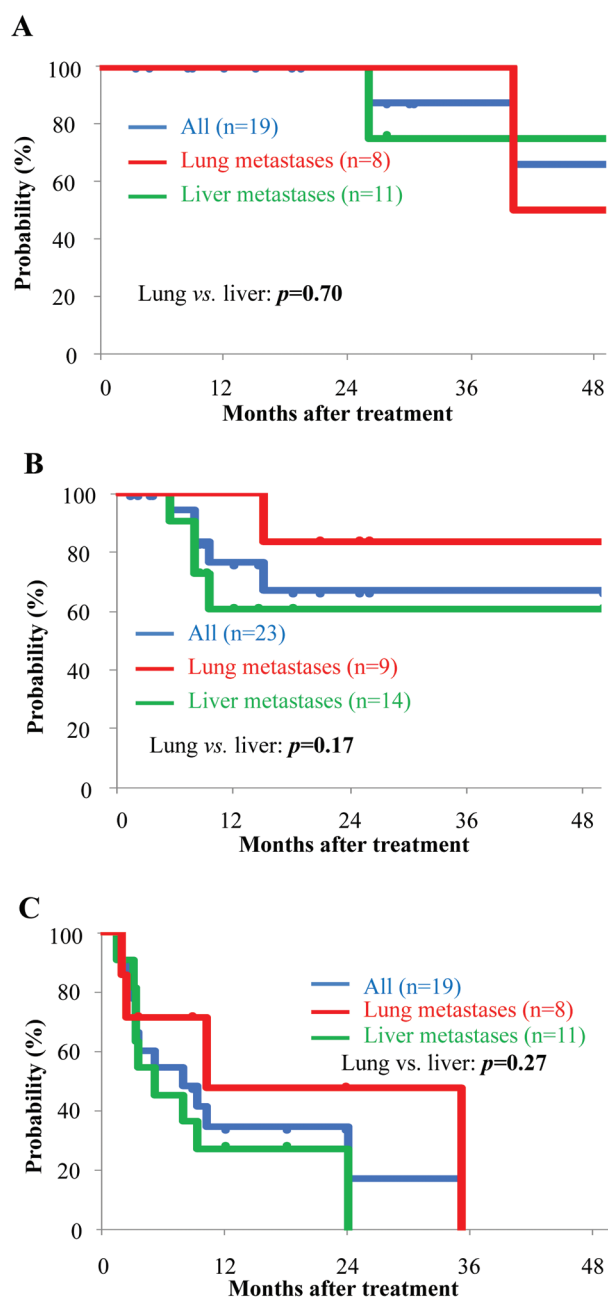 A
Probability (%)
100
80
60
40
20
0
All (n=19)
Lung metastases (n=8)
Liver metastases (n=11)
Lung vs. liver: p=0.70
0 12 24 36 48
Months after treatment
B
Probability (%)
100
80
60
40
20
0
All (n=23)
Lung metastases (n=9)
Liver metastases (n=14)
Lung vs. liver: p=0.17
0 12 24 36 48
Months after treatment
C
Probability (%)
100
80
60
40
20
0
All (n=19)
Lung metastases (n=8)
Liver metastases (n=11)
Lung vs. liver: p=0.27
0 12 24 36 48
Months after treatment